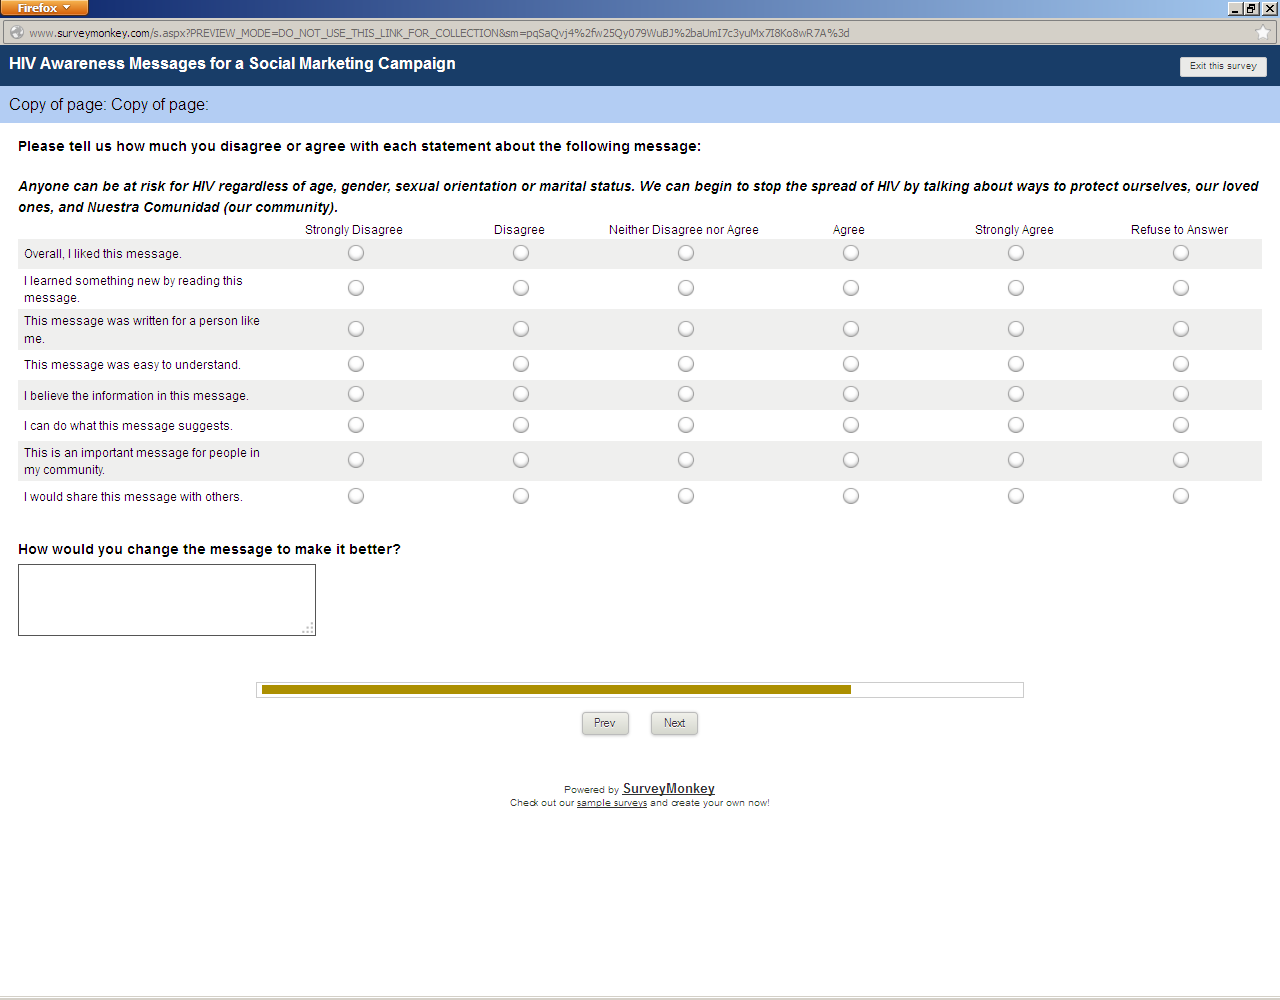 Firefox
www.surveymonkey.com/s.aspx?PREVIEW_MODE=DO_NOT_USE_THIS_LINK_FOR_COLLECTION&sm=pqSaQvj4%2fw25Qy079WuBJ%2baUmI7c3yuMx7I8Ko8wR7A%3d
HIV Awareness Messages for a Social Marketing Campaign
Exit this survey
Copy of page: Copy of page:
Please tell us how much you disagree or agree with each statement about the following message:
Anyone can be at risk for HIV regardless of age, gender, sexual orientation or marital status. We can begin to stop the spread of HIV by talking about ways to protect ourselves, our loved
ones, and Nuestra Comunidad (our community).
Strongly Disagree Disagree Neither Disagree nor Agree Agree Strongly Agree Refuse to Answer
Overall, I liked this message.
I learned something new by reading this
message.
This message was written for a person like
me.
This message was easy to understand.
I believe the information in this message.
I can do what this message suggests.
This is an important message for people in
my community.
I would share this message with others.
How would you change the message to make it better?
Prev Next
Powered by SurveyMonkey
Check out our sample surveys and create your own now!